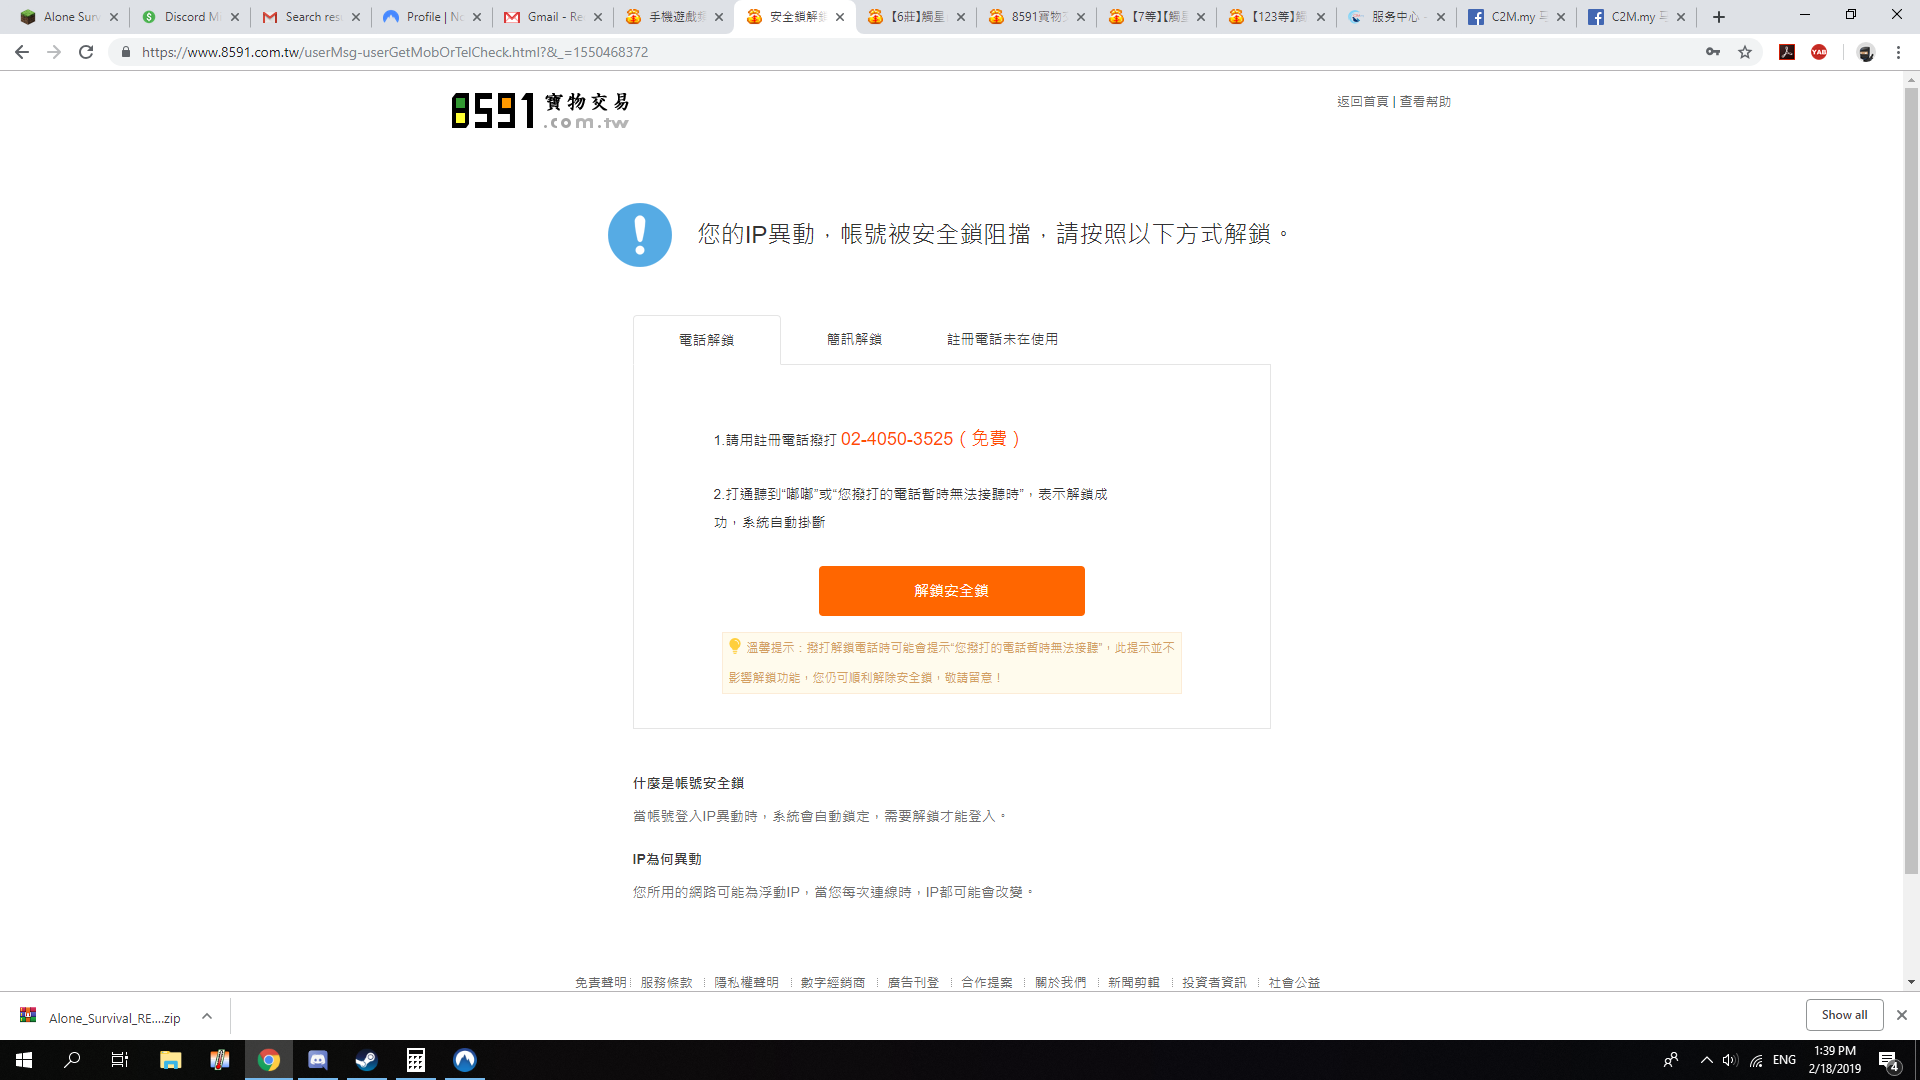 Alone Surv
Discord Mi
Search res
Profile | No
Gmail - Re
手機遊戲
安全鎖解
【6莊】觸星
8591寶物
【7等】【觸
【123等】
服务中心 -
C2M.my 马
C2M.my 马
https://www.8591.com.tw/userMsg-userGetMobOrTelCheck.html?&_=1550468372
YAB
8591 寶物交易
.com.tw
返回首頁 | 查看幫助
您的IP異動，帳號被安全鎖阻擋，請按照以下方式解鎖。
電話解鎖
簡訊解鎖
註冊電話未在使用
1.請用註冊電話撥打 02-4050-3525（免費）
2.打通聽到“嘟嘟”或“您撥打的電話暫時無法接聽時”，表示解鎖成
功，系統自動掛斷
解鎖安全鎖
溫馨提示：撥打解鎖電話時可能會提示“您撥打的電話暫時無法接聽”，此提示並不
影響解鎖功能，您仍可順利解除安全鎖，敬請留意！
什麼是帳號安全鎖
當帳號登入IP異動時，系統會自動鎖定，需要解鎖才能登入。
IP為何異動
您所用的網路可能為浮動IP，當您每次連線時，IP都可能會改變。
免責聲明 服務條款 隱私權聲明 數字經銷商 廣告刊登 合作提案 關於我們 新聞剪輯 投資者資訊 社會公益
Alone_Survival_RE....zip
Show all
ENG
1:39 PM
2/18/2019
4